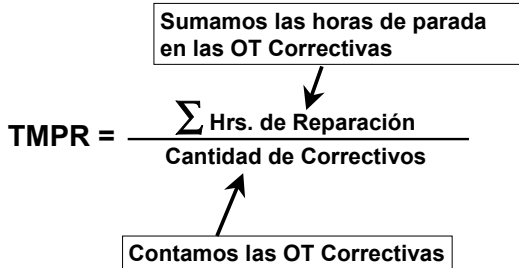 Sumamos las horas de parada
en las OT Correctivas
TMPR = ∑ Hrs. de Reparación
Cantidad de Correctivos
Contamos las OT Correctivas